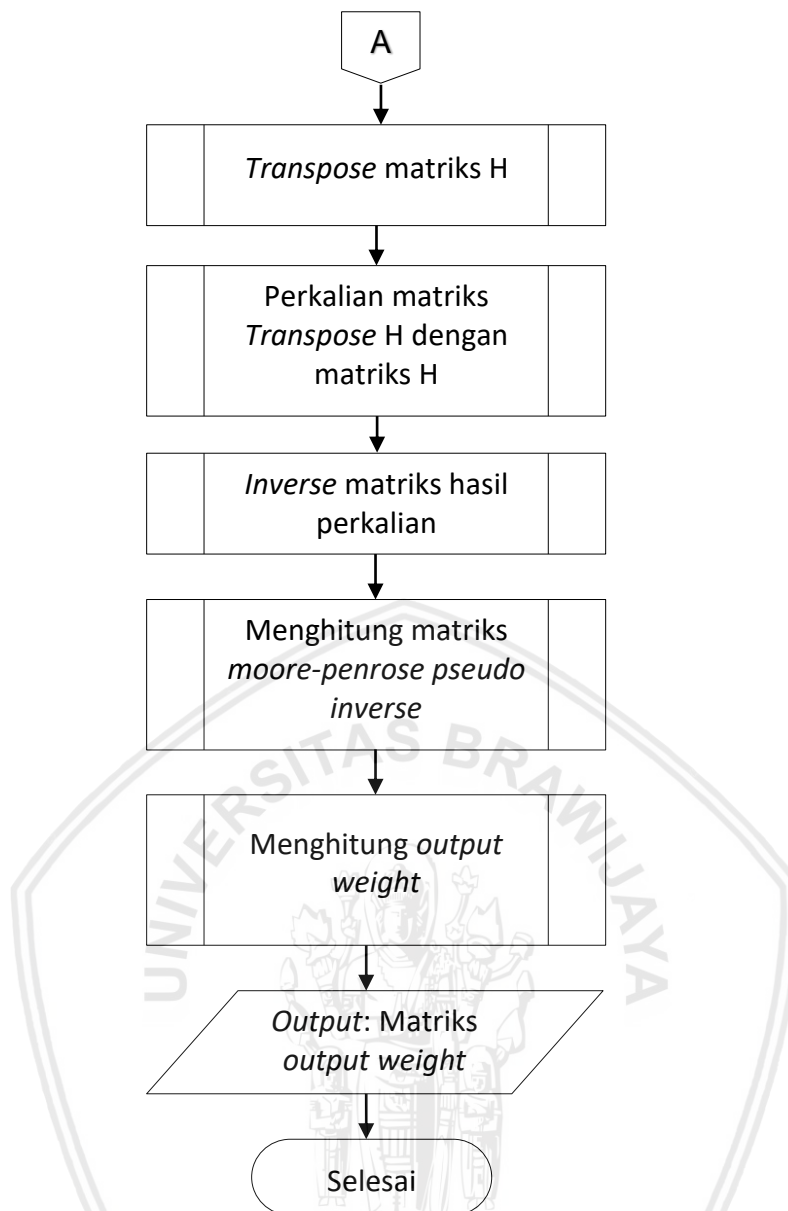 A
Transpose matriks H
Perkalian matriks
Transpose H dengan
matriks H
Inverse matriks hasil
perkalian
Menghitung matriks
moore-penrose pseudo
inverse
UNIVERSITAS BRAWIJAYA
Menghitung output
weight
Output: Matriks
output weight
Selesai